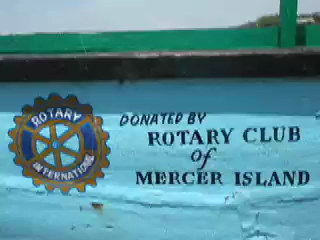 ROTARY
INTERNATIONAL
DONATED BY
ROTARY CLUB
of
MERCER ISLAND